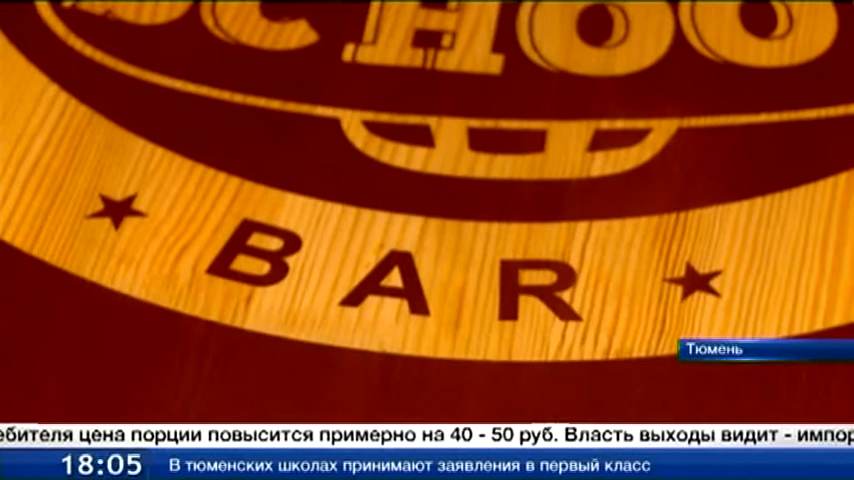 SCHOO
BAR
Тюмень
ебителя цена порции повысится примерно на 40 - 50 руб. Власть выходы видит - импор
18:05
В тюменских школах принимают заявления в первый класс